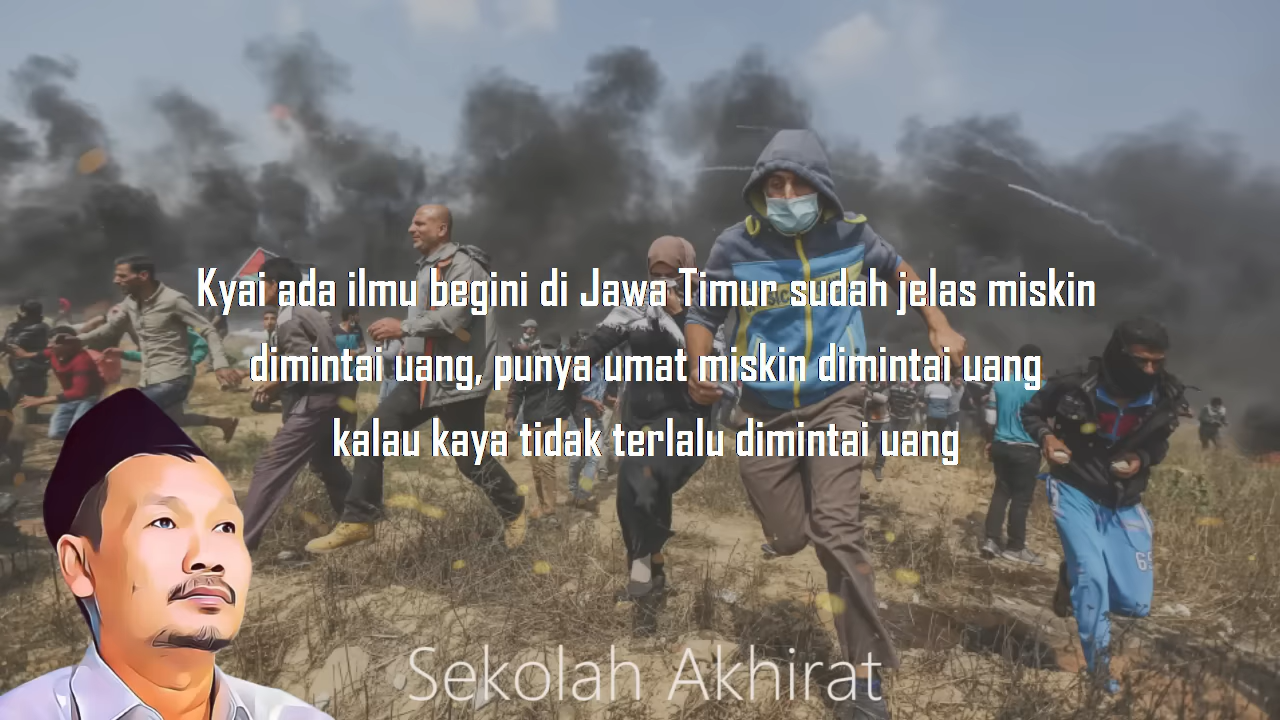 Kyai ada ilmu begini di Jawa Timur sudah jelas miskin
dimintai uang, punya umat miskin dimintai uang
kalau kaya tidak terlalu dimintai uang
Sekolah Akhirat